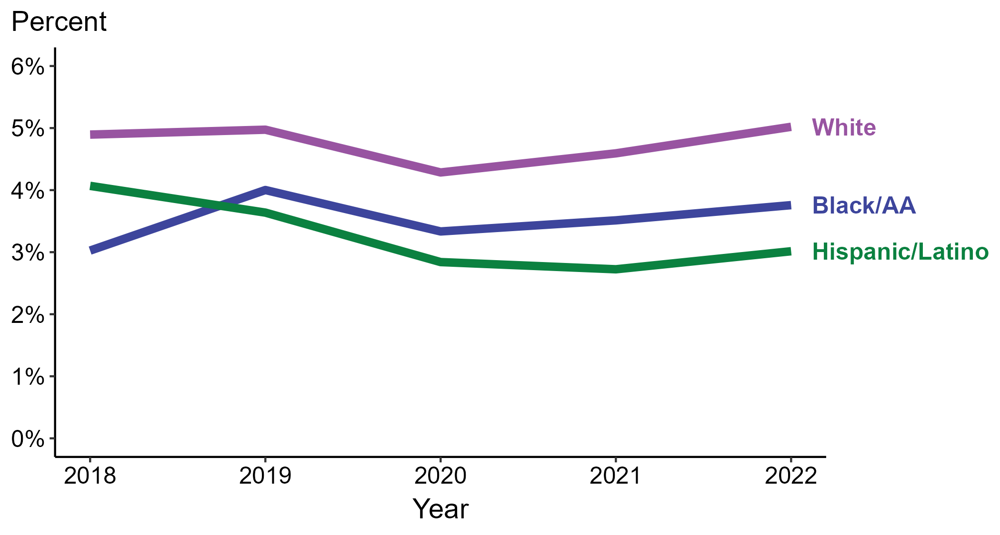 Percent
6%
5%
4%
3%
2%
1%
0%
White
Black/AA
Hispanic/Latino
2018 2019 2020 2021 2022
Year